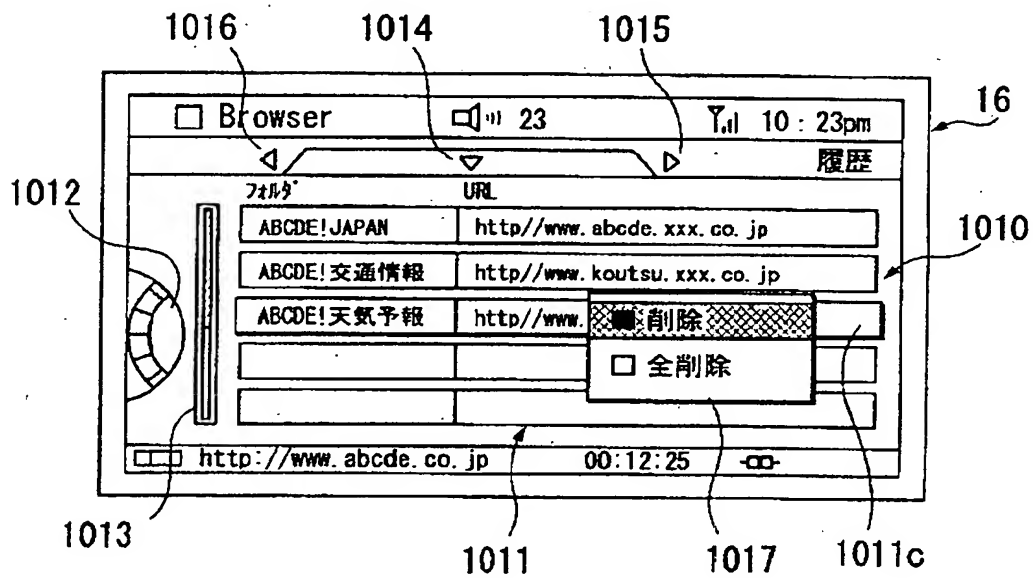 1016 1014 1015
16
Browser 23 10 : 23pm
履歴
1012
フォルダ URL
ABCDE!JAPAN http//www. abcde. xxx. co. jp
1010
ABCDE!交通情報 http//www. koutsu. xxx. co. jp
ABCDE!天気予報 http//www.
削除
全削除
http://www. abcde. co. jp 00:12:25
1013 1011 1017 1011c